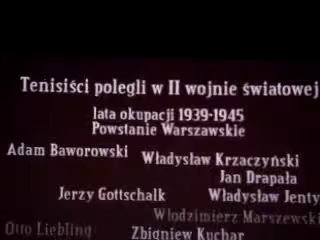 Tenisiści polegli w II wojnie światowej
lata okupacji 1939-1945
Powstanie Warszawskie
Adam Baworowski
Władysław Krzaczyński
Jan Drapała
Jerzy Gottschalk
Władysław Jenty
Włodzimierz Marszewski
Otto Liebling
Zbigniew Kuchar